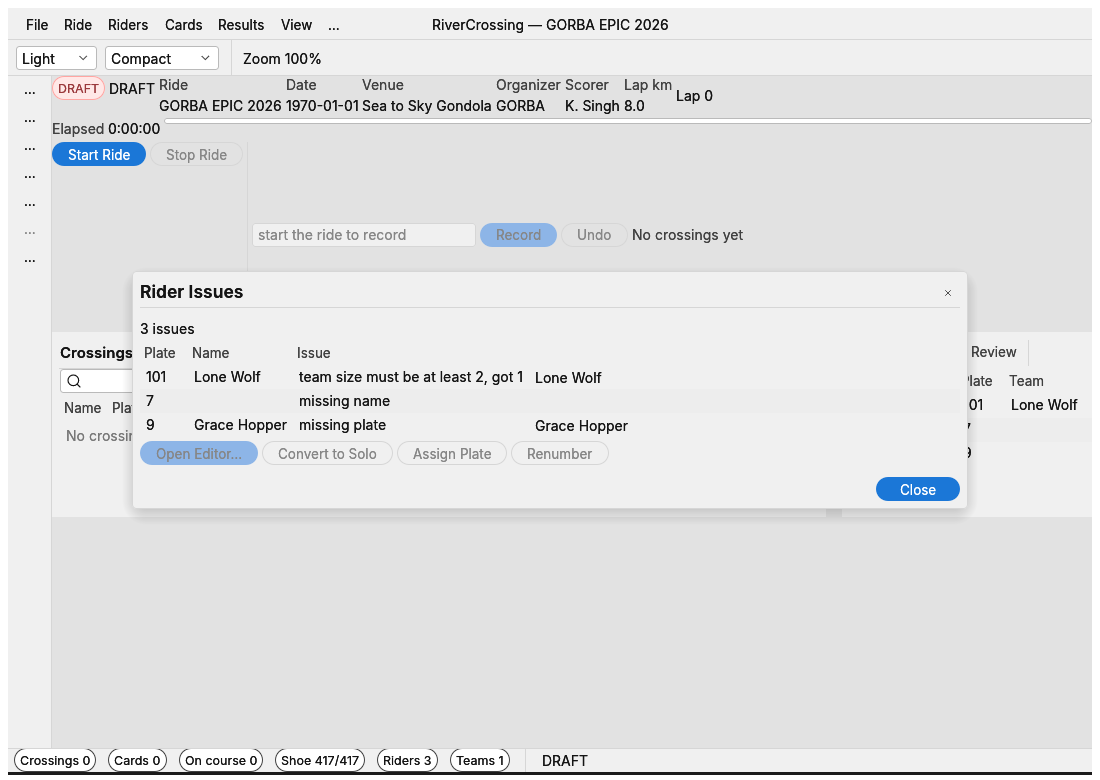 File Ride Riders Cards Results View ... RiverCrossing — GORBA EPIC 2026
Light Compact Zoom 100%
... DRAFT DRAFT Ride Date Venue Organizer Scorer Lap km Lap 0
GORBA EPIC 2026 1970-01-01 Sea to Sky Gondola GORBA K. Singh 8.0
...
Elapsed 0:00:00
...
Start Ride Stop Ride
...
...
...
start the ride to record Record Undo No crossings yet
...
Rider Issues ×
3 issues
Crossings Plate Name Issue Review
101 Lone Wolf team size must be at least 2, got 1 Lone Wolf late Team
7 missing name 01 Lone Wolf
Name Pla
9 Grace Hopper missing plate Grace Hopper
No crossin
9
Open Editor... Convert to Solo Assign Plate Renumber
Close
Crossings 0 Cards 0 On course 0 Shoe 417/417 Riders 3 Teams 1 DRAFT